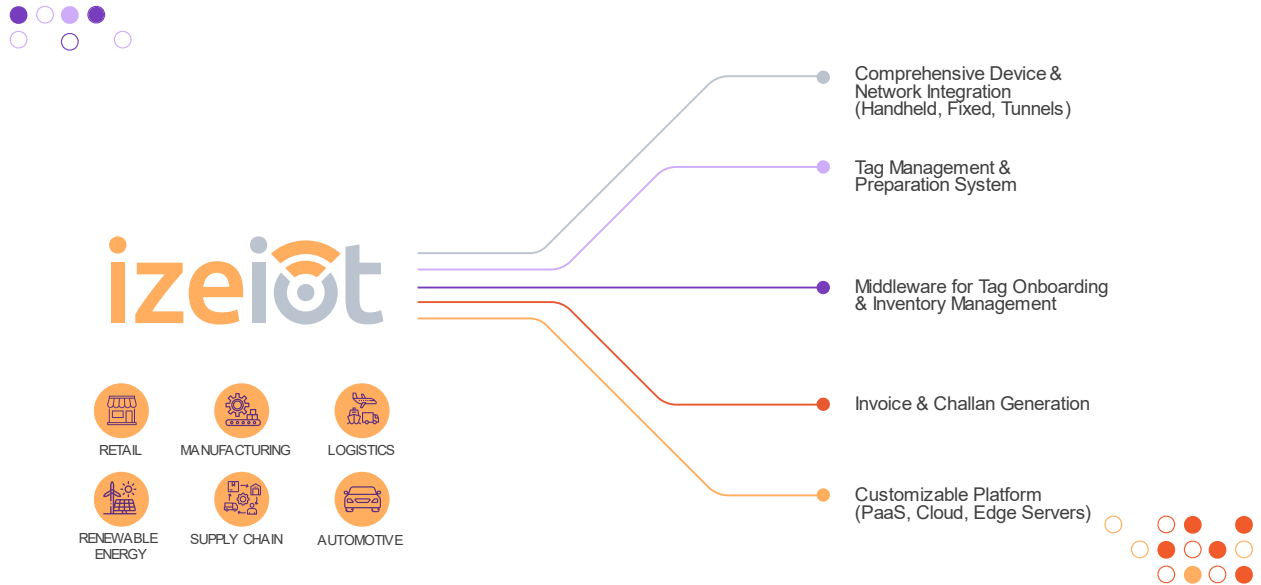 izeiot
RETAIL
MANUFACTURING
LOGISTICS
RENEWABLE
ENERGY
SUPPLY CHAIN
AUTOMOTIVE
Comprehensive Device &
Network Integration
(Handheld, Fixed, Tunnels)
Tag Management &
Preparation System
Middleware for Tag Onboarding
& Inventory Management
Invoice & Challan Generation
Customizable Platform
(PaaS, Cloud, Edge Servers)